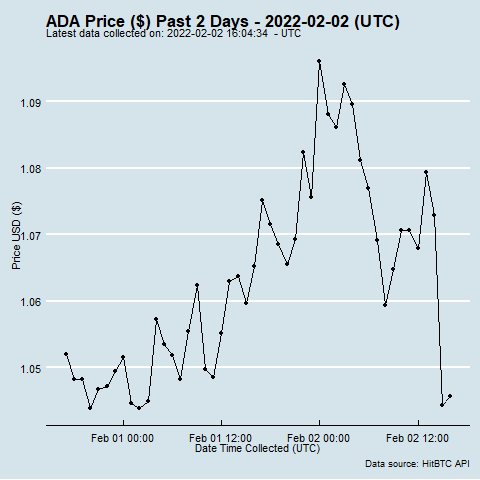 ADA Price ($) Past 2 Days - 2022-02-02 (UTC)
Latest data collected on: 2022-02-02 16:04:34 - UTC
1.09
1.08
1.07
1.06
1.05
Price USD ($)
Feb 01 00:00 Feb 01 12:00 Feb 02 00:00 Feb 02 12:00
Date Time Collected (UTC)
Data source: HitBTC API